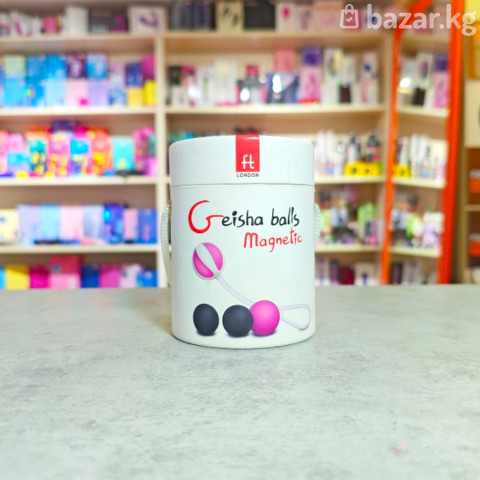 bazar.kg
ft
LONDON
Geisha balls
Magnetic